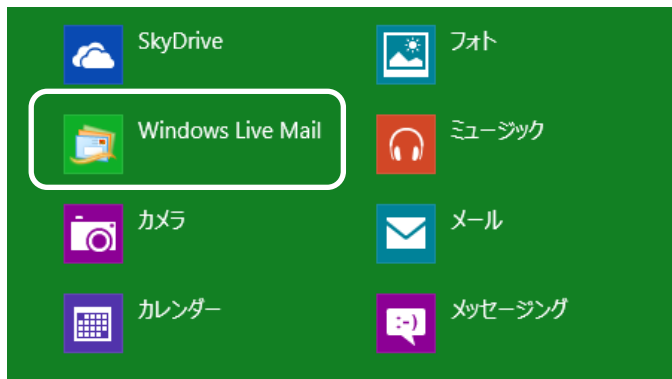 SkyDrive
フォト
Windows Live Mail
ミュージック
カメラ
メール
カレンダー
:-)
メッセージング